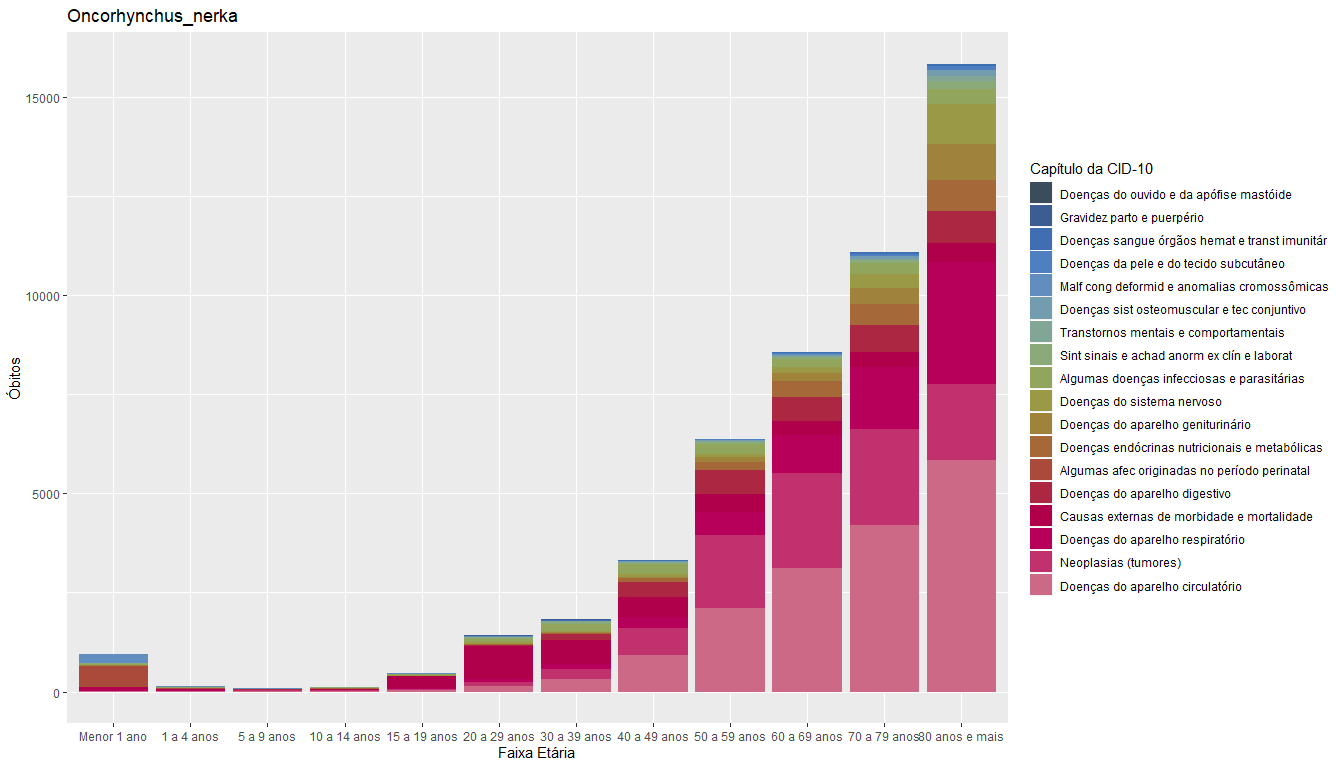 Oncorhynchus_nerka
Óbitos
15000
10000
5000
0
Menor 1 ano
1 a 4 anos
5 a 9 anos
10 a 14 anos
15 a 19 anos
20 a 29 anos
30 a 39 anos
40 a 49 anos
50 a 59 anos
60 a 69 anos
70 a 79 anos
80 anos e mais
Faixa Etária
Capítulo da CID-10
Doenças do ouvido e da apófise mastóide
Gravidez parto e puerpério
Doenças sangue órgãos hemat e transt imunitár
Doenças da pele e do tecido subcutâneo
Malf cong deformid e anomalias cromossômicas
Doenças sist osteomuscular e tec conjuntivo
Transtornos mentais e comportamentais
Sint sinais e achad anorm ex clín e laborat
Algumas doenças infecciosas e parasitárias
Doenças do sistema nervoso
Doenças do aparelho geniturinário
Doenças endócrinas nutricionais e metabólicas
Algumas afec originadas no período perinatal
Doenças do aparelho digestivo
Causas externas de morbidade e mortalidade
Doenças do aparelho respiratório
Neoplasias (tumores)
Doenças do aparelho circulatório